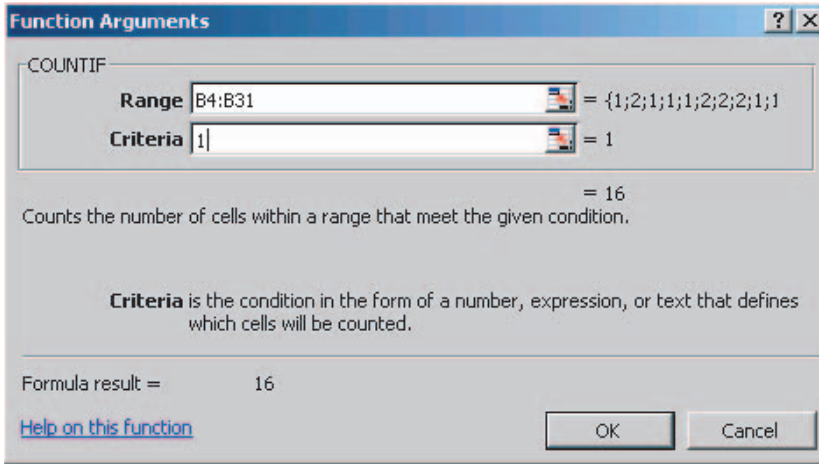 Function Arguments
COUNTIF
Range B4:B31 = {1;2;1;1;1;2;2;2;1;1
Criteria 1 = 1
= 16
Counts the number of cells within a range that meet the given condition.
Criteria is the condition in the form of a number, expression, or text that defines
which cells will be counted.
Formula result = 16
Help on this function OK Cancel